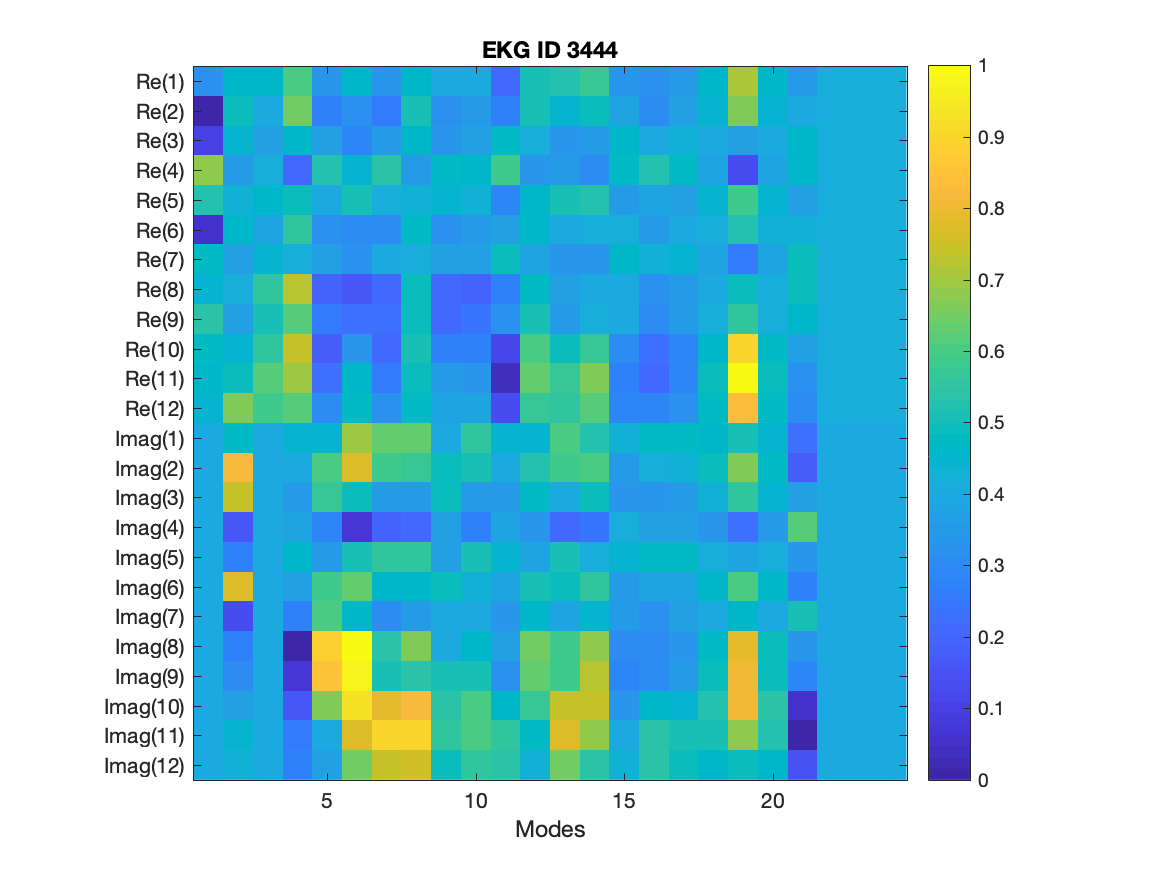 EKG ID 3444
Re(1)
Re(2)
Re(3)
Re(4)
Re(5)
Re(6)
Re(7)
Re(8)
Re(9)
Re(10)
Re(11)
Re(12)
Imag(1)
Imag(2)
Imag(3)
Imag(4)
Imag(5)
Imag(6)
Imag(7)
Imag(8)
Imag(9)
Imag(10)
Imag(11)
Imag(12)
5 10 15 20
Modes
1
0.9
0.8
0.7
0.6
0.5
0.4
0.3
0.2
0.1
0